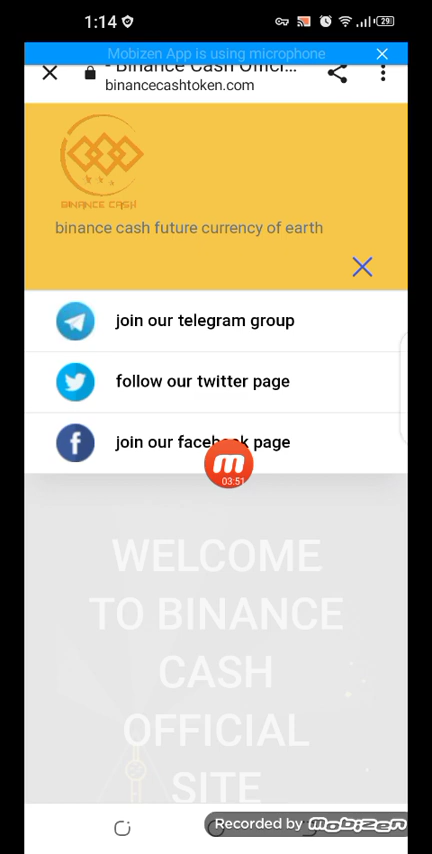 1:14
29
Mobizen App is using microphone
- Binance Cash Offici...
binancecashtoken.com
BINANCE CASH
binance cash future currency of earth
join our telegram group
follow our twitter page
join our facebook page
03:51
WELCOME
TO BINANCE
CASH
OFFICIAL
SITE
Recorded by mobizen